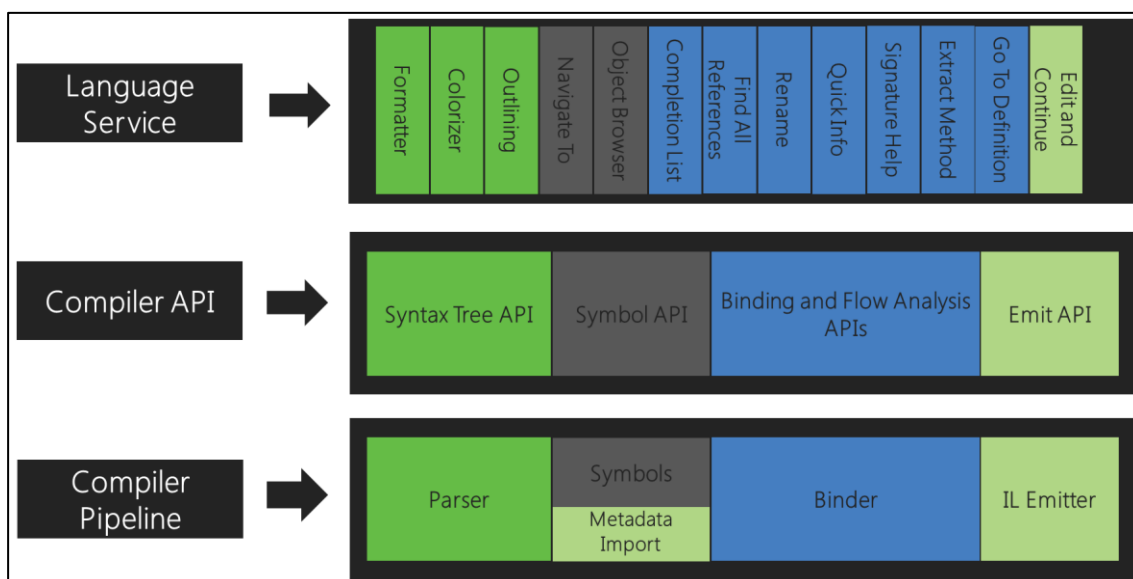 Language
Service
Formatter
Colorizer
Outlining
Navigate To
Object Browser
Completion List
Find All
References
Rename
Quick Info
Signature Help
Extract Method
Go To Definition
Edit and
Continue
Compiler API
Syntax Tree API
Symbol API
Binding and Flow Analysis
APIs
Emit API
Compiler
Pipeline
Parser
Symbols
Metadata
Import
Binder
IL Emitter